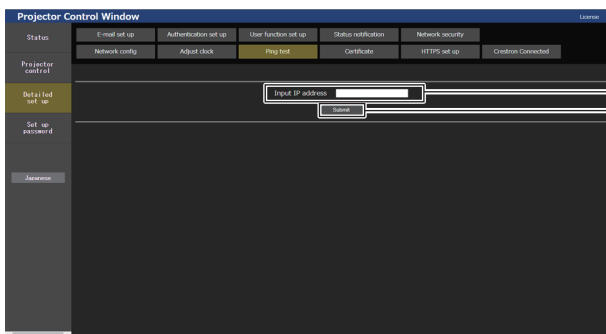 Projector Control Window
License
Status
E-mail set up
Authentication set up
User function set up
Status notification
Network security
Network config
Adjust clock
Ping test
Certificate
HTTPS set up
Crestron Connected
Projector
control
Detailed
set up
Input IP address
Submit
Set up
password
Japanese